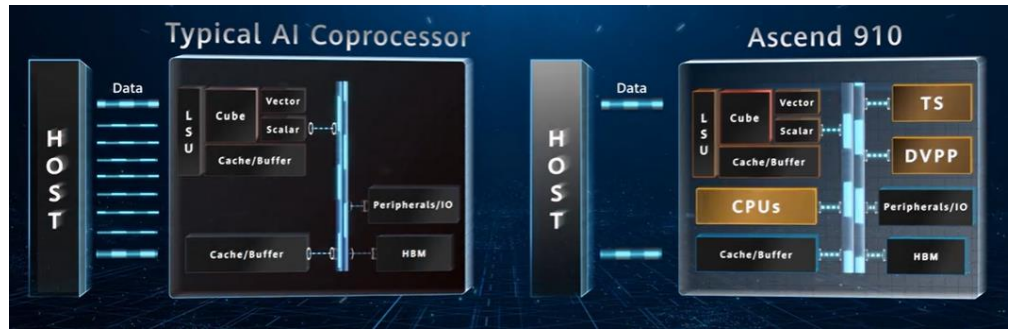 Typical AI Coprocessor
HOST
Data
LSU
Cube
Vector
Scalar
Cache/Buffer
Peripherals/IO
Cache/Buffer
HBM
Ascend 910
HOST
Data
LSU
Cube
Vector
Scalar
Cache/Buffer
TS
DVPP
CPUs
Peripherals/IO
Cache/Buffer
HBM